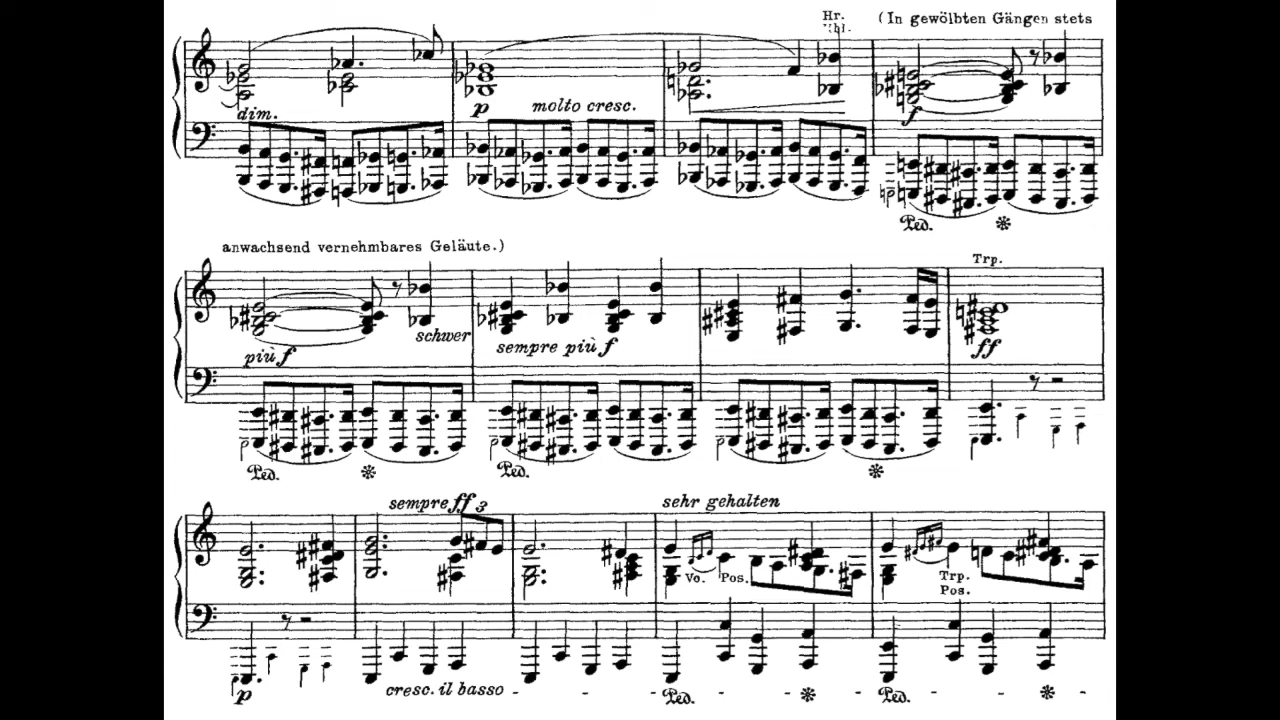 Hr.
(In gewölbten Gängen stets
dim.
p molto cresc.
f
Ped.
anwachsend vernehmbares Geläute.)
Trp.
schwer
più f
sempre più f
ff
Ped.
Ped.
sempre ff 3
sehr gehalten
Vo. Pos.
Trp.
Pos.
p
cresc. il basso
Ped.
Ped.